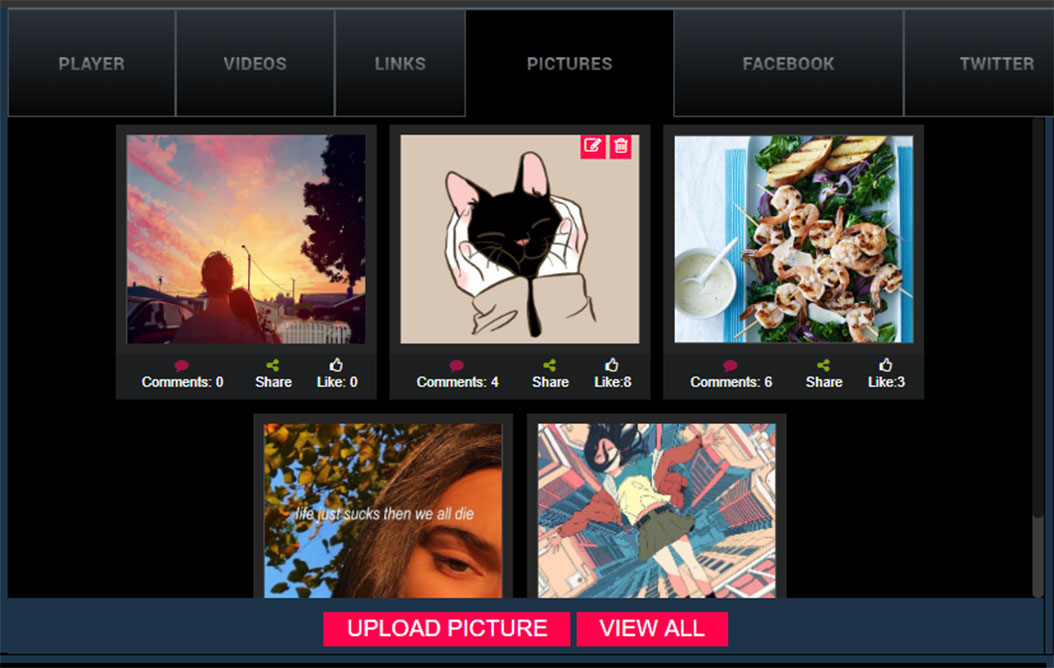 PLAYER VIDEOS LINKS PICTURES FACEBOOK TWITTER
Comments: 0 Share Like: 0
Comments: 4 Share Like:8
Comments: 6 Share Like:3
life just sucks then we all die
UPLOAD PICTURE VIEW ALL